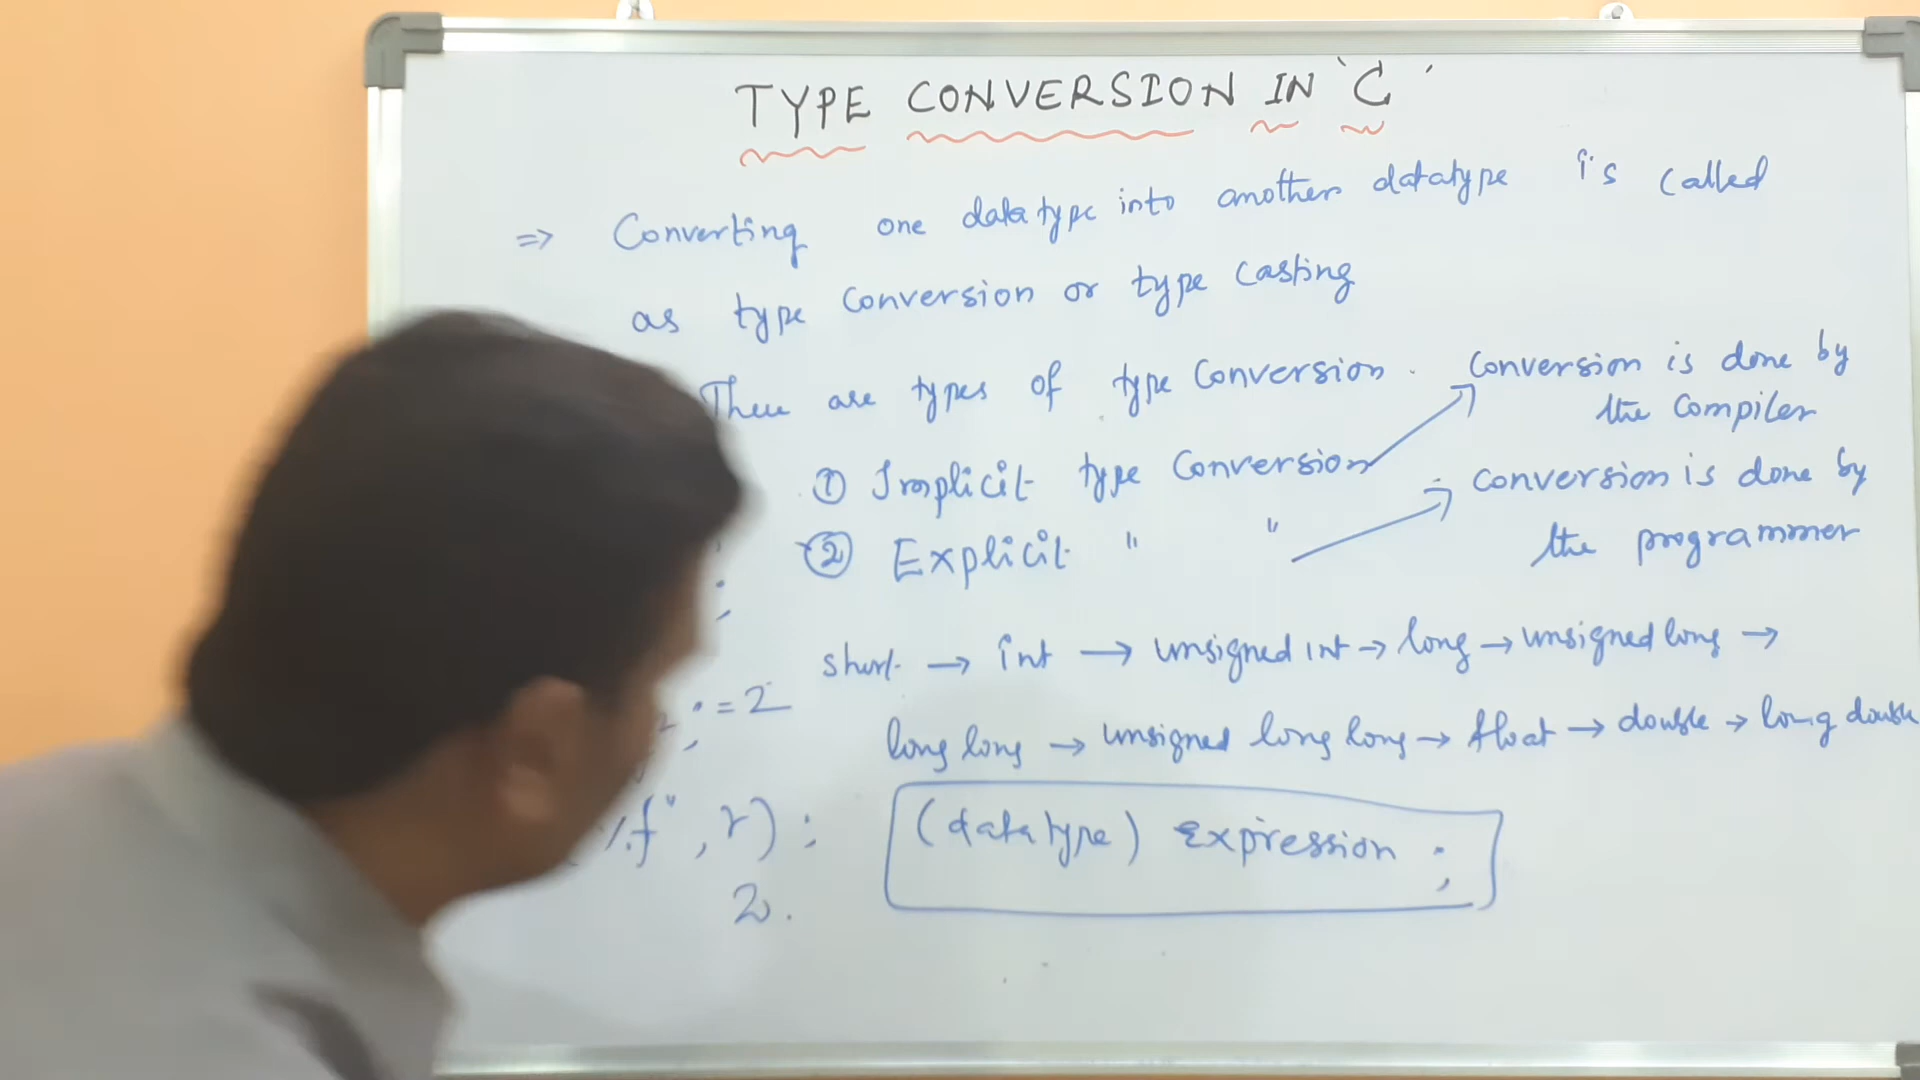 TYPE CONVERSION IN 'C'
=> Converting one datatype into another datatype is called
as type conversion or type casting
There are types of type conversion.
conversion is done by
the compiler
① Implicit type conversion
② Explicit " "
conversion is done by
the programmer
short → int → unsigned int → long → unsigned long →
long long → unsigned long long → float → double → long double
; = 2
%f", r);
2.
(datatype) expression ;